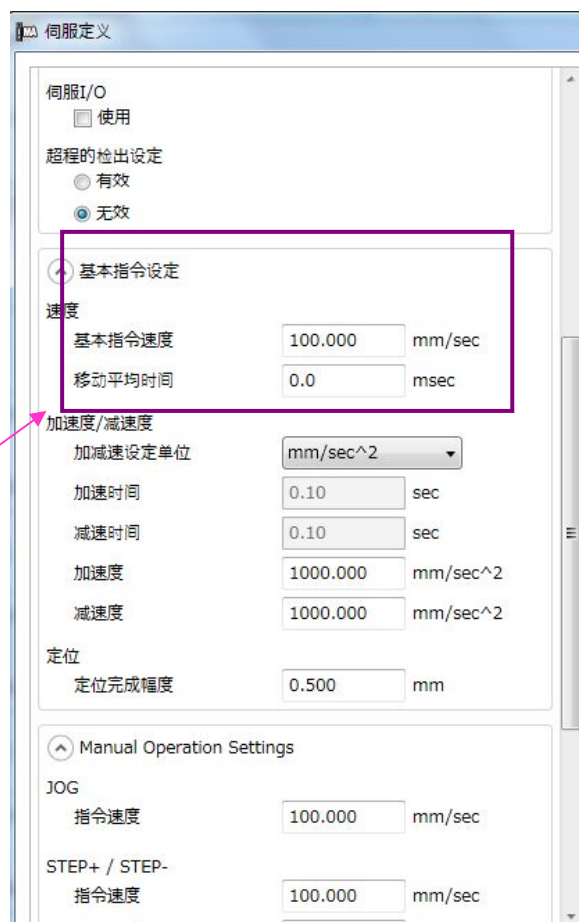 伺服定义
伺服I/O
使用
超程的检出设定
有效
无效
基本指令设定
速度
基本指令速度 100.000 mm/sec
移动平均时间 0.0 msec
加速度/减速度
加减速设定单位 mm/sec^2
加速时间 0.10 sec
减速时间 0.10 sec
加速度 1000.000 mm/sec^2
减速度 1000.000 mm/sec^2
定位
定位完成幅度 0.500 mm
Manual Operation Settings
JOG
指令速度 100.000 mm/sec
STEP+ / STEP-
指令速度 100.000 mm/sec